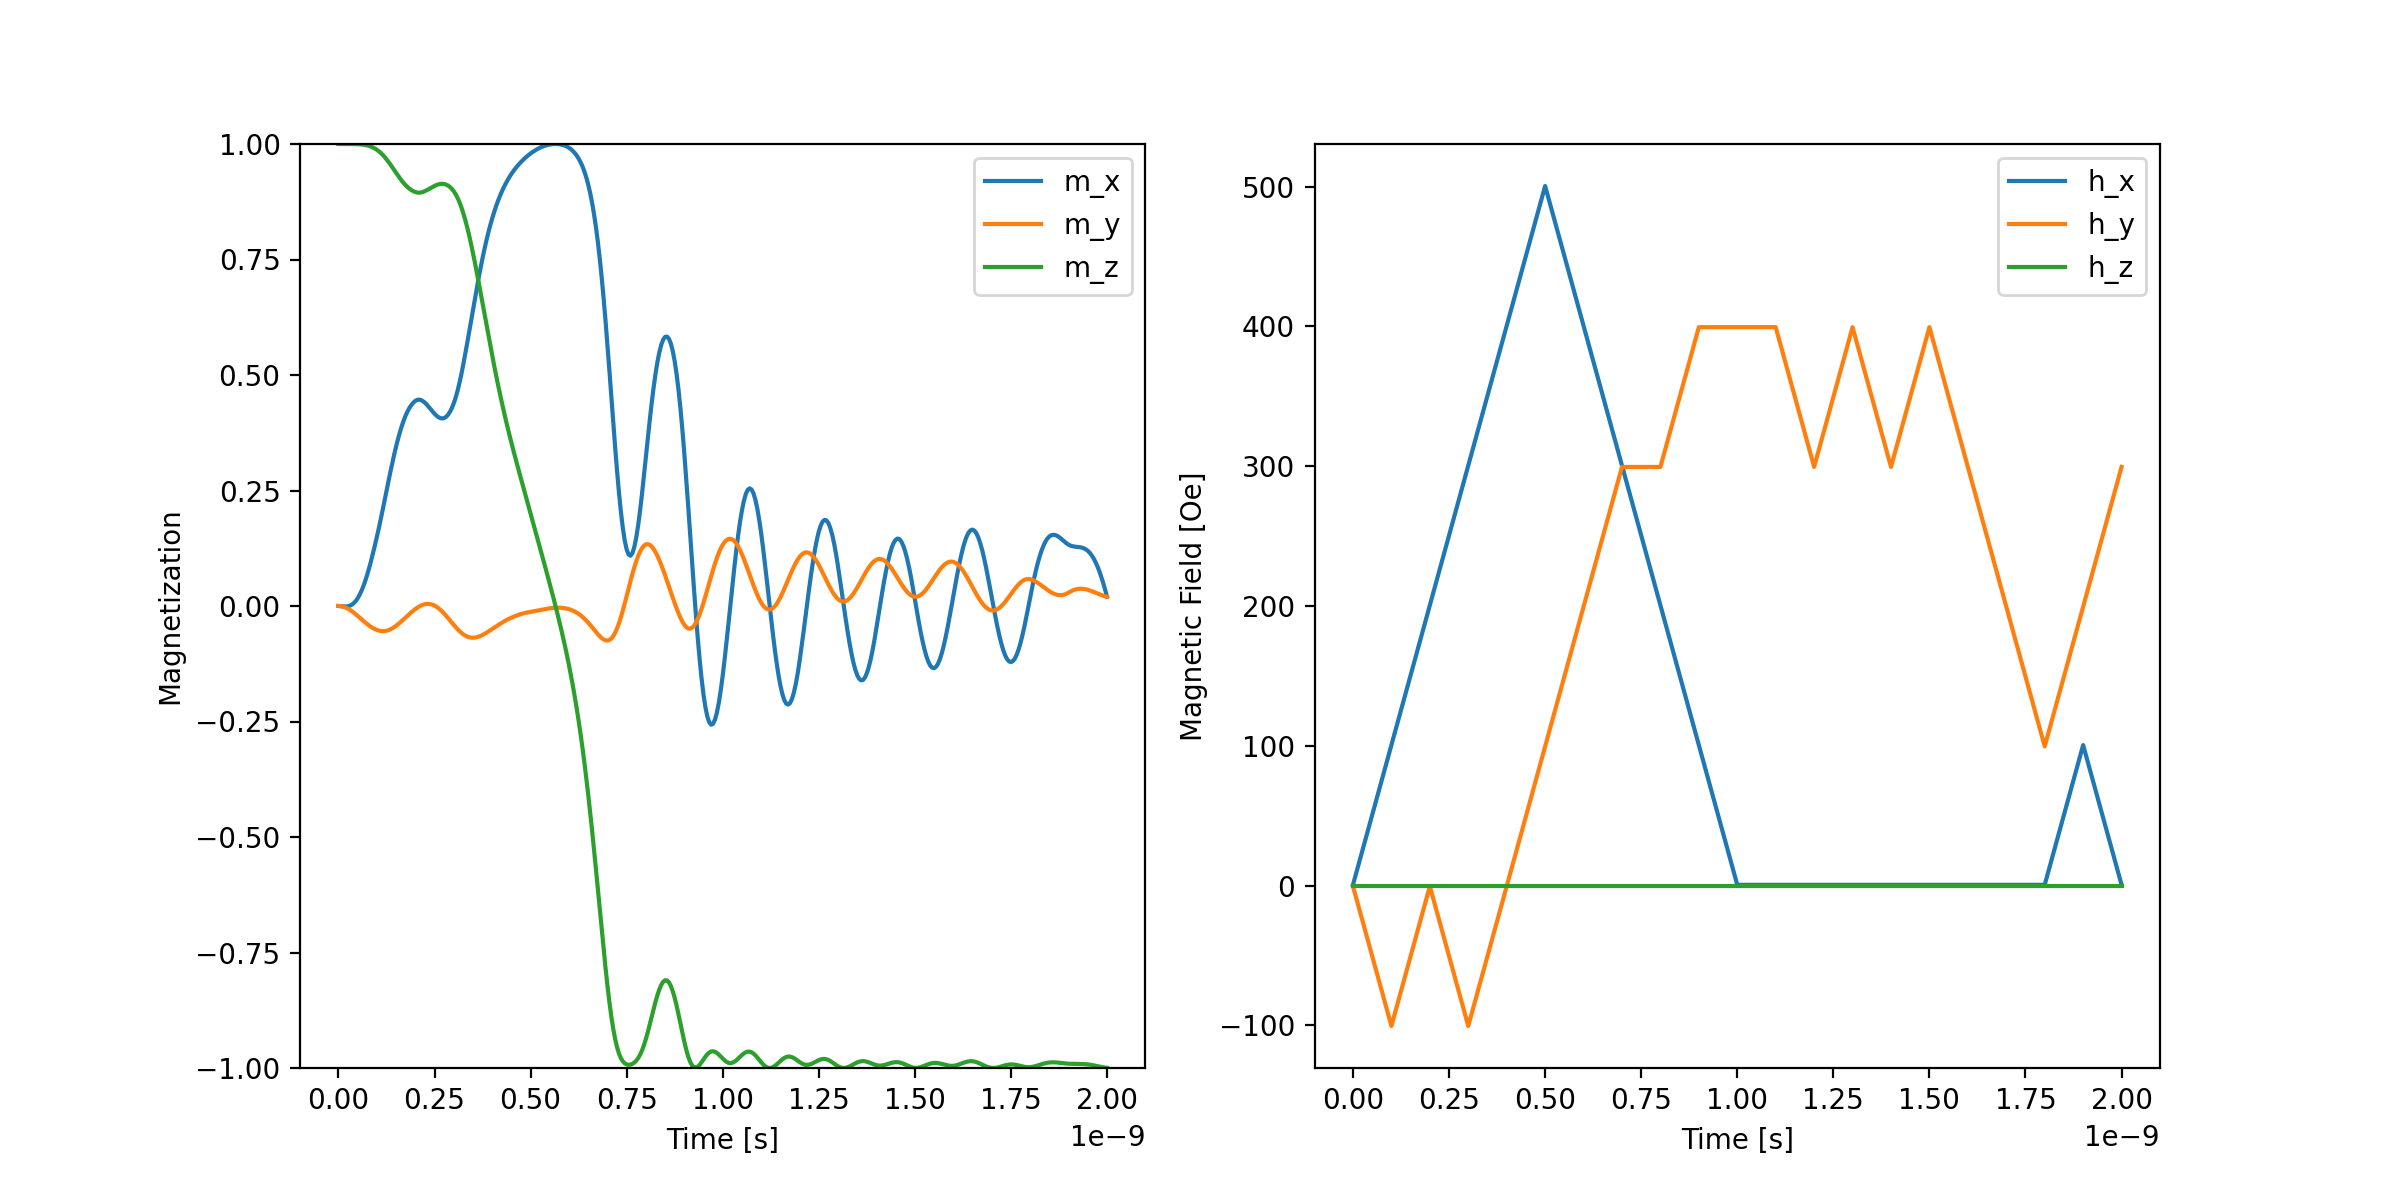 1.00
0.75
0.50
0.25
0.00
−0.25
−0.50
−0.75
−1.00
Magnetization
0.00 0.25 0.50 0.75 1.00 1.25 1.50 1.75 2.00
Time [s]
1e−9
m_x
m_y
m_z
500
400
300
200
100
0
−100
Magnetic Field [Oe]
0.00 0.25 0.50 0.75 1.00 1.25 1.50 1.75 2.00
Time [s]
1e−9
h_x
h_y
h_z